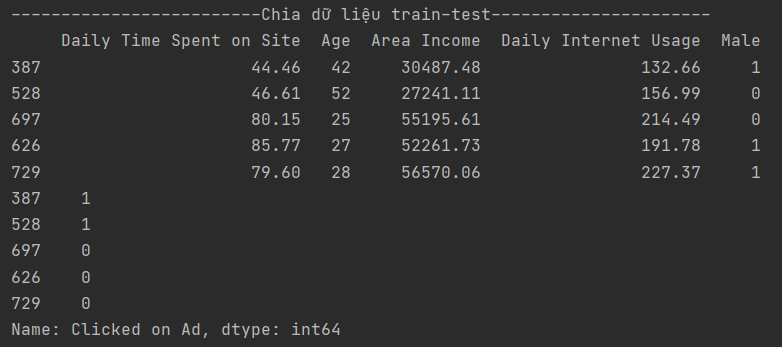 -------------------------Chia dữ liệu train-test----------------------
Daily Time Spent on Site  Age  Area Income  Daily Internet Usage  Male
387 44.46 42 30487.48 132.66 1
528 46.61 52 27241.11 156.99 0
697 80.15 25 55195.61 214.49 0
626 85.77 27 52261.73 191.78 1
729 79.60 28 56570.06 227.37 1
387 1
528 1
697 0
626 0
729 0
Name: Clicked on Ad, dtype: int64